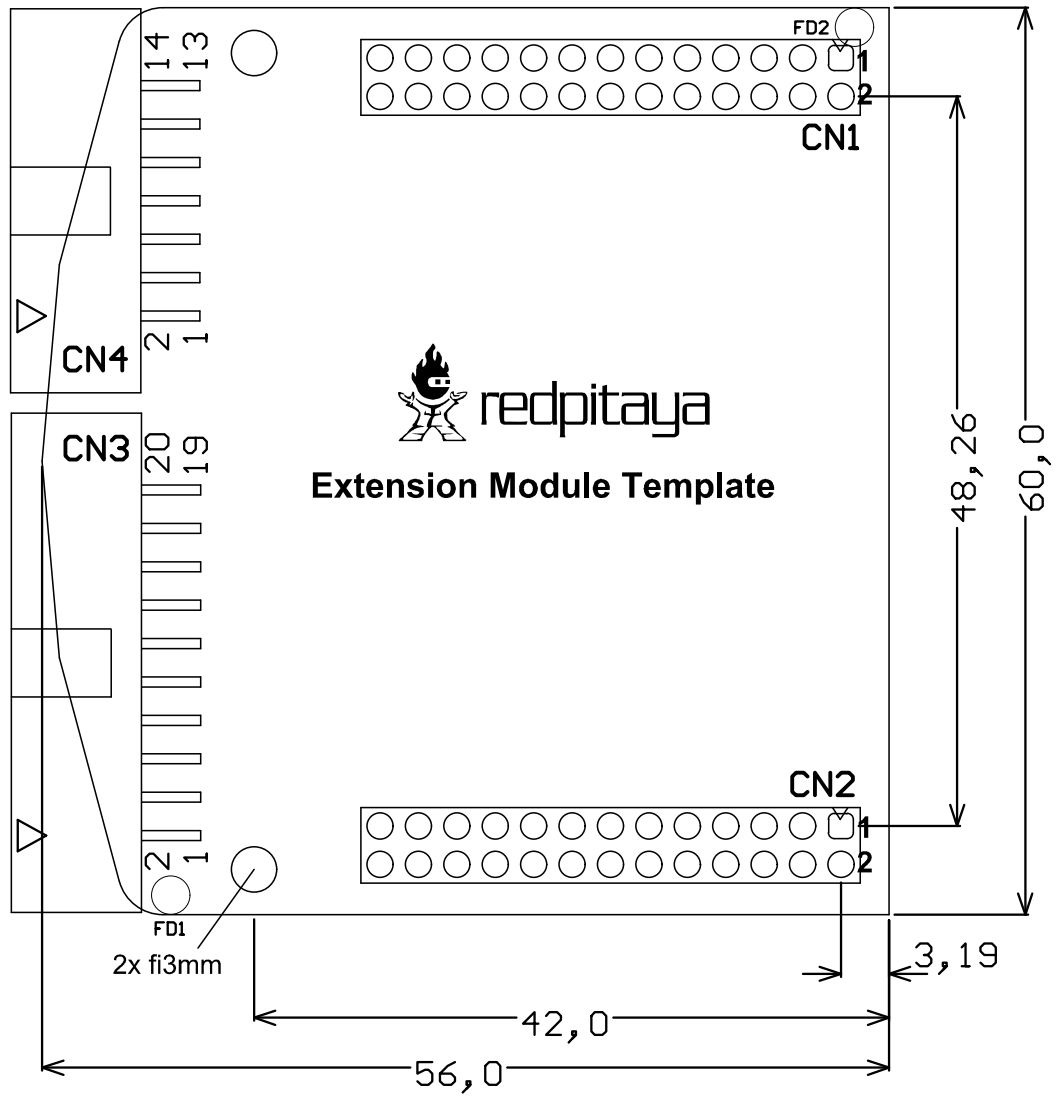 FD2
14
13
1
2
CN1
48,26
60,0
2
1
CN4
redpitaya
CN3
20
19
Extension Module Template
CN2
1
2
2
1
FD1
2x fi3mm
3,19
42,0
56,0